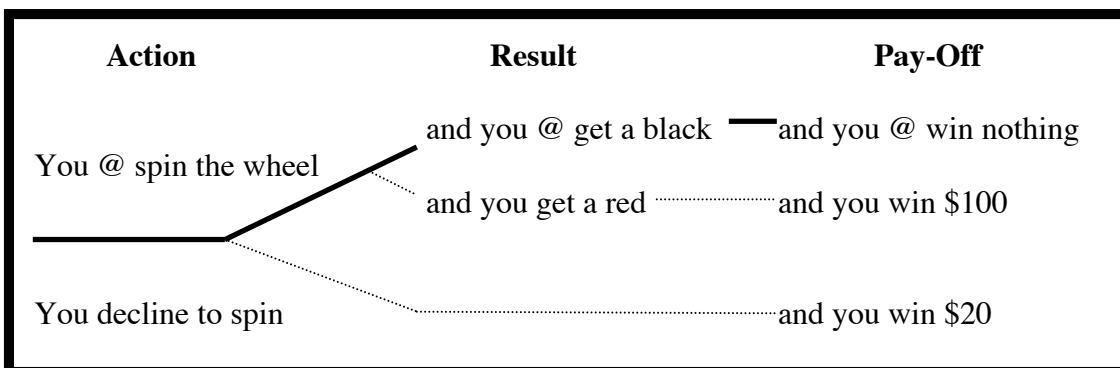 Action Result Pay-Off
and you @ get a black and you @ win nothing
You @ spin the wheel
and you get a red and you win $100
You decline to spin and you win $20